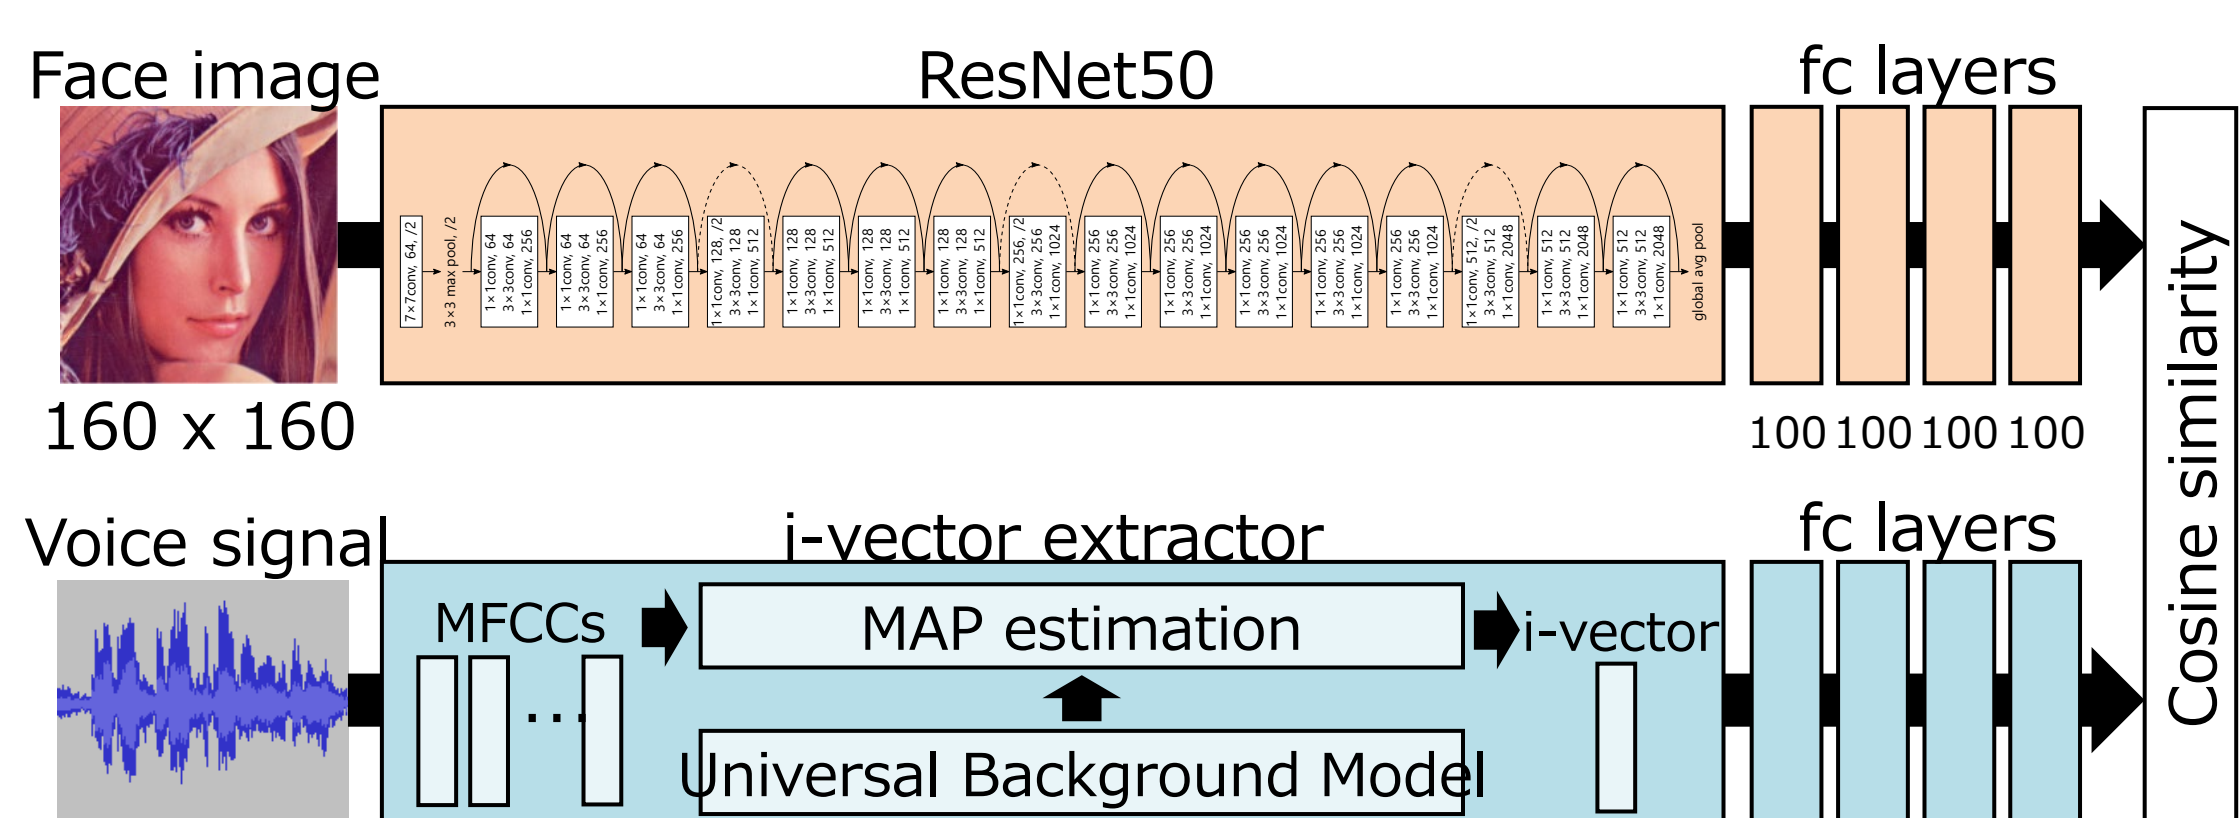 Face image
ResNet50
fc layers
7×7conv, 64, /2
3×3 max pool, /2
1×1conv, 64
3×3conv, 64
1×1conv, 256
1×1conv, 64
3×3conv, 64
1×1conv, 256
1×1conv, 64
3×3conv, 64
1×1conv, 256
1×1conv, 128, /2
3×3conv, 128
1×1conv, 512
1×1conv, 128
3×3conv, 128
1×1conv, 512
1×1conv, 128
3×3conv, 128
1×1conv, 512
1×1conv, 128
3×3conv, 128
1×1conv, 512
1×1conv, 256, /2
3×3conv, 256
1×1conv, 1024
1×1conv, 256
3×3conv, 256
1×1conv, 1024
1×1conv, 256
3×3conv, 256
1×1conv, 1024
1×1conv, 256
3×3conv, 256
1×1conv, 1024
1×1conv, 256
3×3conv, 256
1×1conv, 1024
1×1conv, 256
3×3conv, 256
1×1conv, 1024
1×1conv, 512, /2
3×3conv, 512
1×1conv, 2048
1×1conv, 512
3×3conv, 512
1×1conv, 2048
1×1conv, 512
3×3conv, 512
1×1conv, 2048
global avg pool
160 x 160
100 100 100 100
Cosine similarity
Voice signal
i-vector extractor
fc layers
MFCCs
MAP estimation
i-vector
...
Universal Background Model